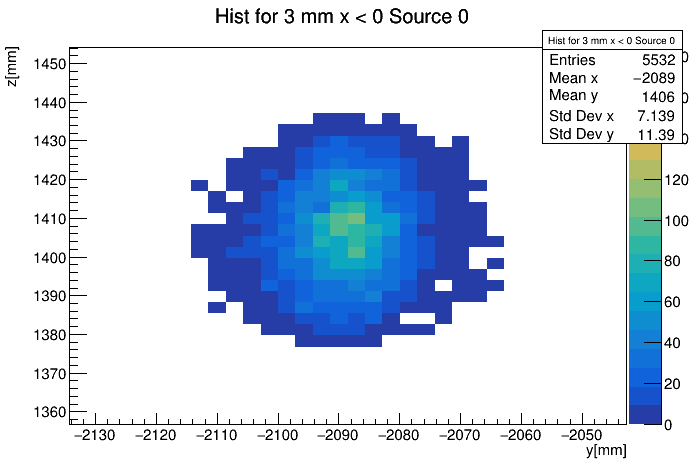 Hist for 3 mm x < 0 Source 0
z[mm]
Hist for 3 mm x < 0 Source 0
Entries 5532
Mean x −2089
Mean y 1406
Std Dev x 7.139
Std Dev y 11.39
1450
1440
1430
1420
1410
1400
1390
1380
1370
1360
120
100
80
60
40
20
0
−2130 −2120 −2110 −2100 −2090 −2080 −2070 −2060 −2050
y[mm]